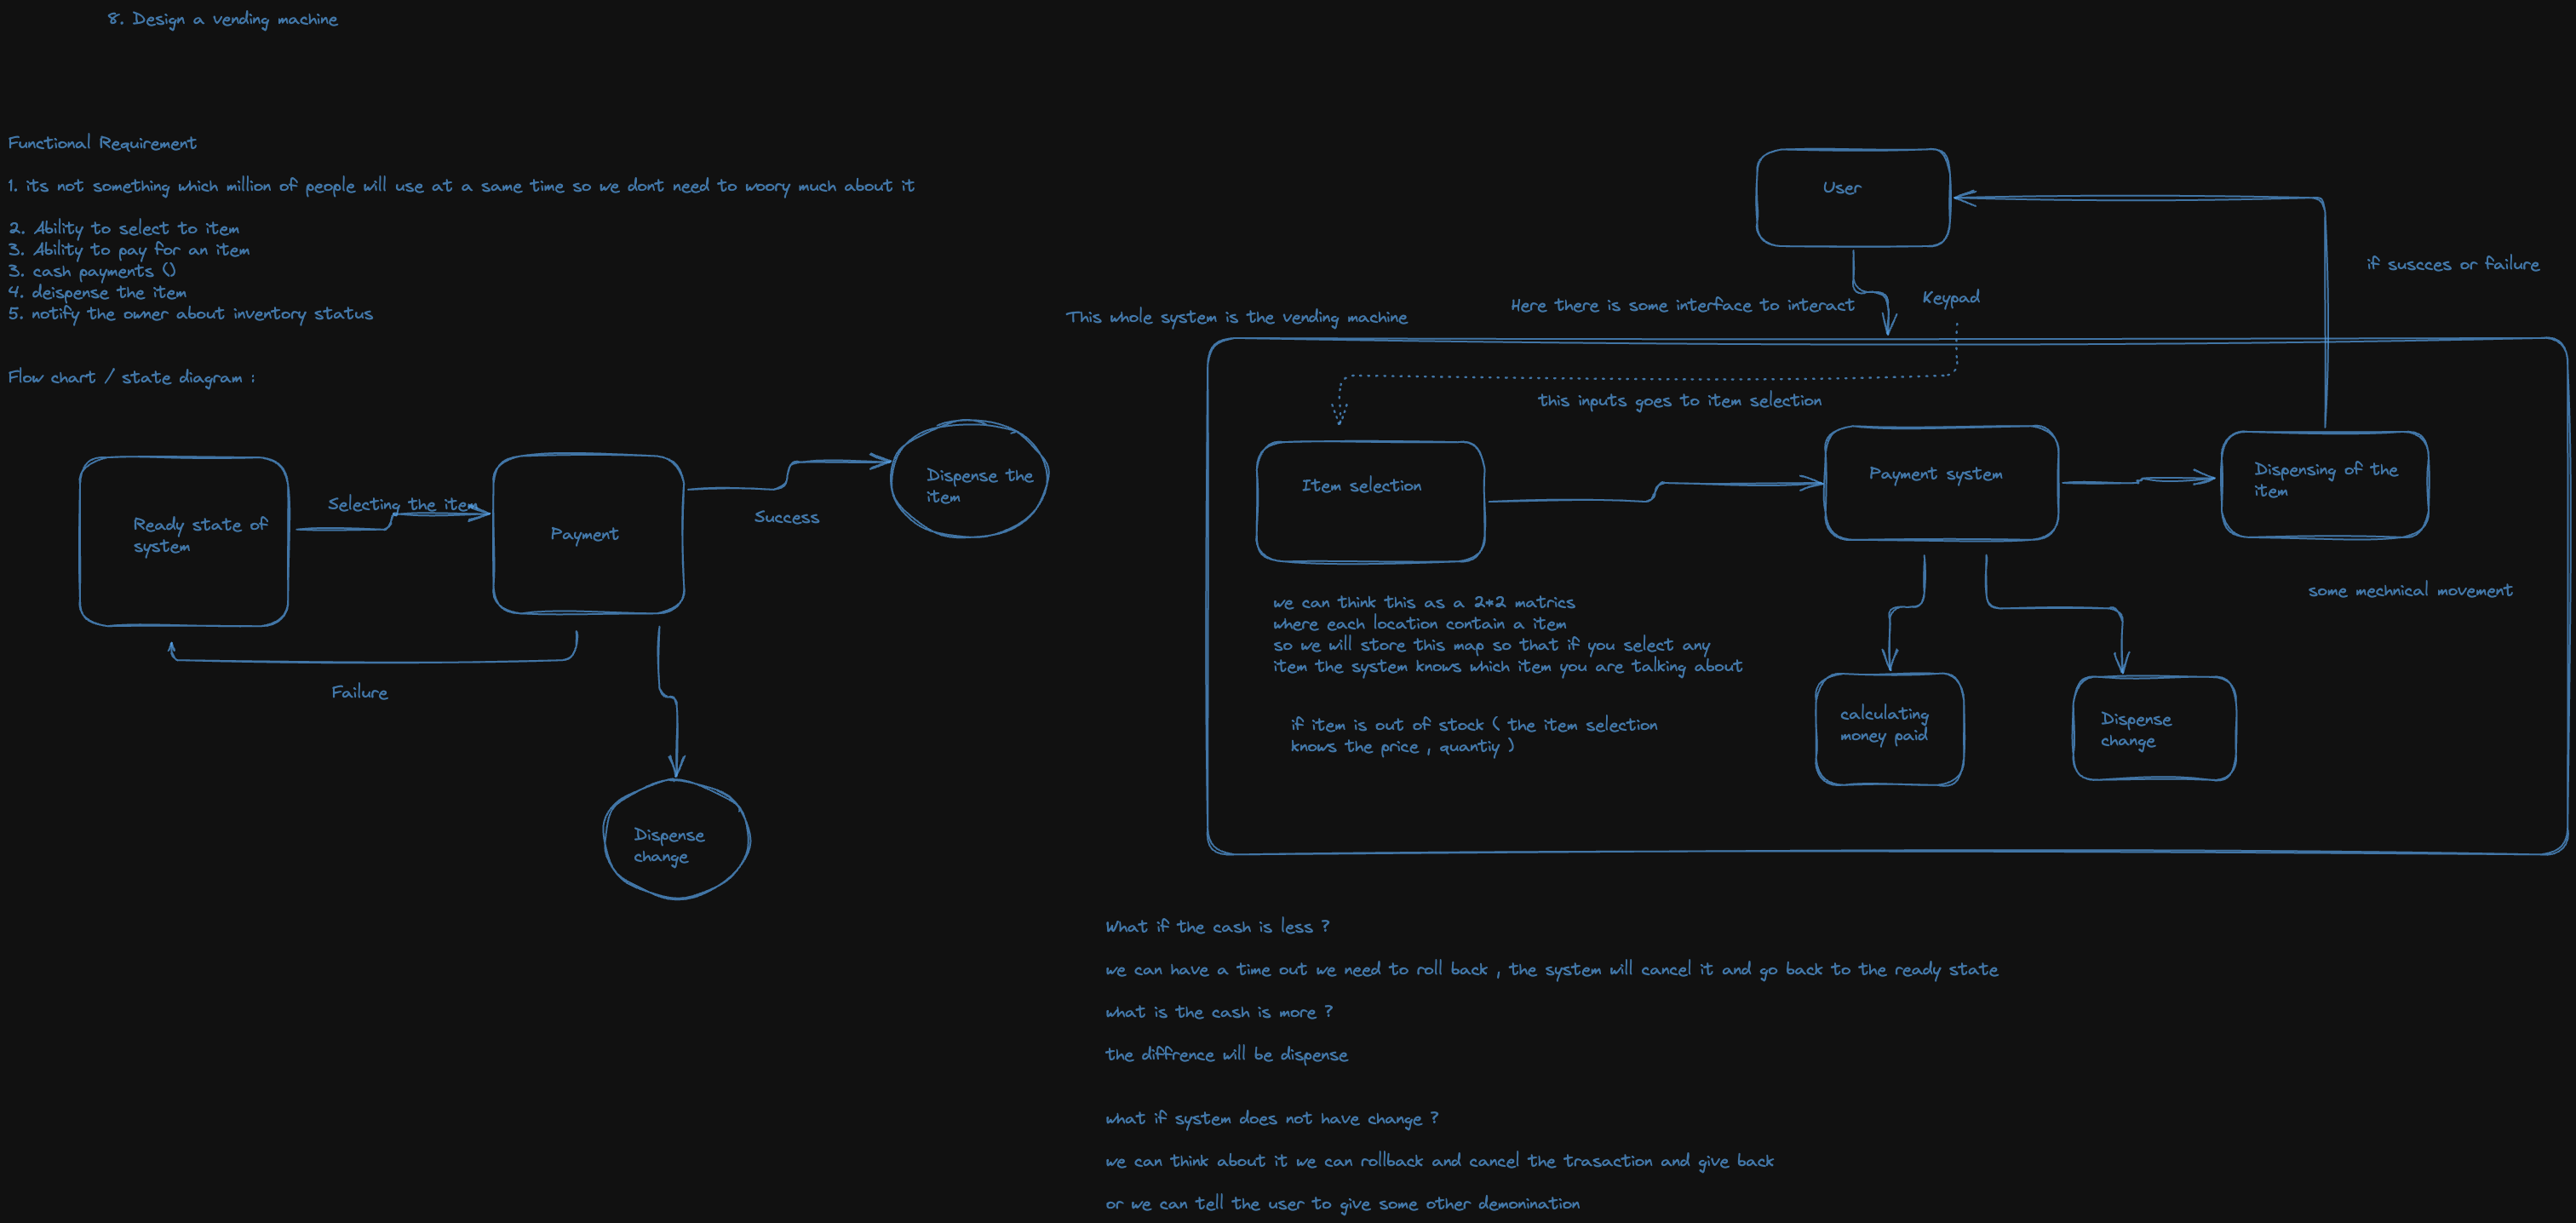 8. Design a vending machine
Functional Requirement
1. its not something which million of people will use at a same time so we dont need to woory much about it
2. Ability to select to item
3. Ability to pay for an item
3. cash payments ()
4. deispense the item
5. notify the owner about inventory status
Flow chart / state diagram :
Ready state of
system
Selecting the item
Payment
Success
Dispense the
item
Failure
Dispense
change
User
if suscces or failure
Here there is some interface to interact
Keypad
This whole system is the vending machine
this inputs goes to item selection
Item selection
Payment system
Dispensing of the
item
some mechnical movement
we can think this as a 2*2 matrics
where each location contain a item
so we will store this map so that if you select any
item the system knows which item you are talking about
if item is out of stock ( the item selection
knows the price , quantiy )
calculating
money paid
Dispense
change
What if the cash is less ?
we can have a time out we need to roll back , the system will cancel it and go back to the ready state
what is the cash is more ?
the diffrence will be dispense
what if system does not have change ?
we can think about it we can rollback and cancel the trasaction and give back
or we can tell the user to give some other demonination